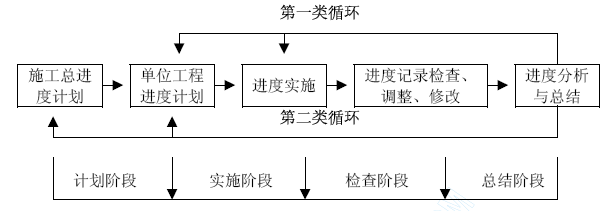 第一类循环
施工总进
度计划
单位工程
进度计划
进度实施
进度记录检查、
调整、修改
进度分析
与总结
第二类循环
计划阶段
实施阶段
检查阶段
总结阶段